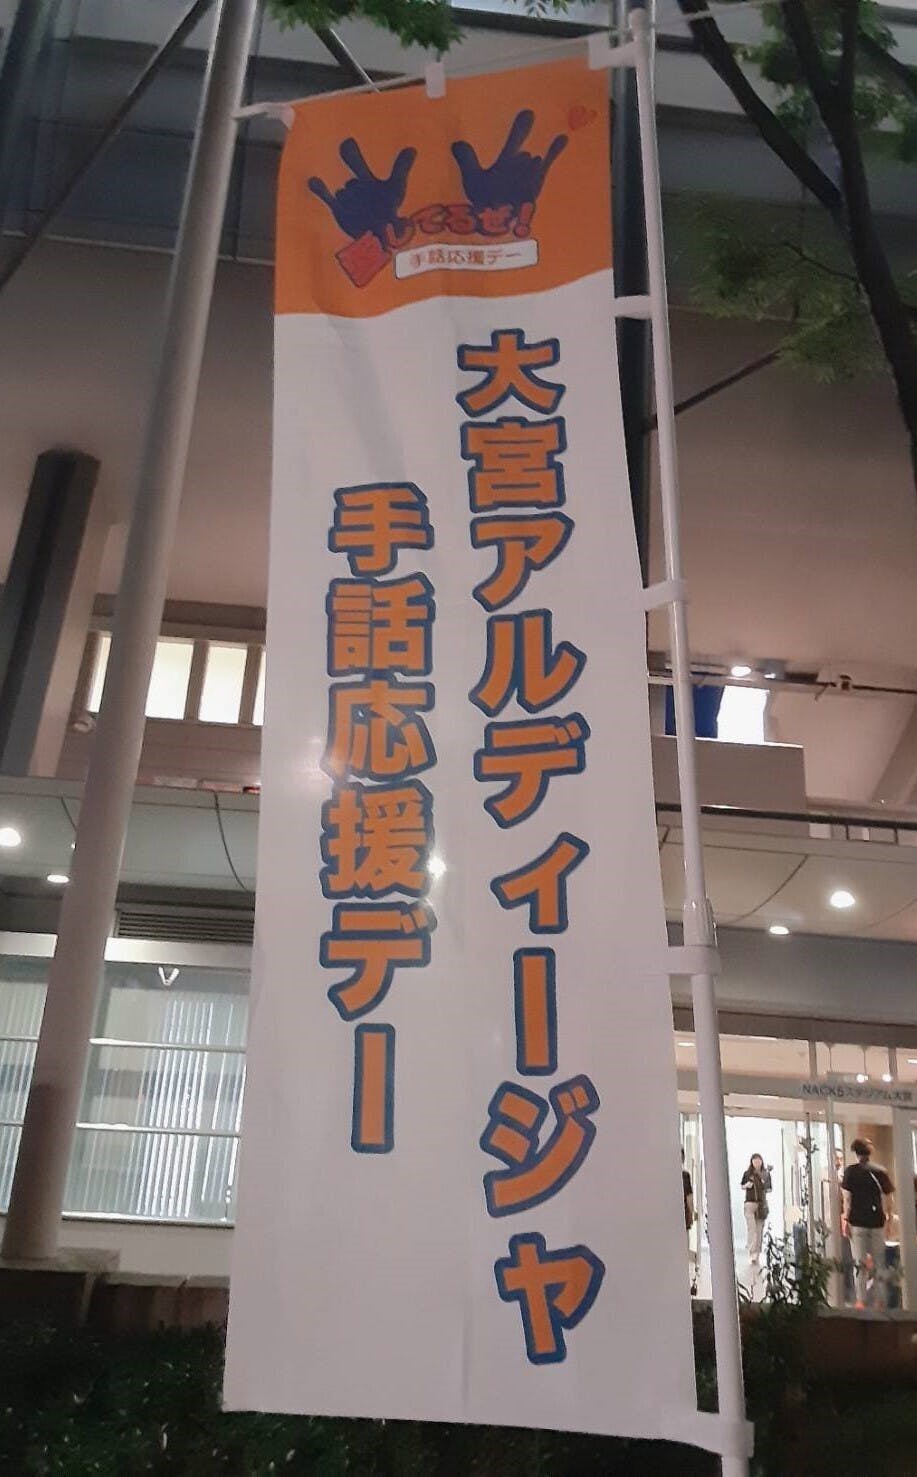 愛してるぜ!
手話応援デー
大宮アルディージャ
手話応援デー
NACK5スタジアム大宮